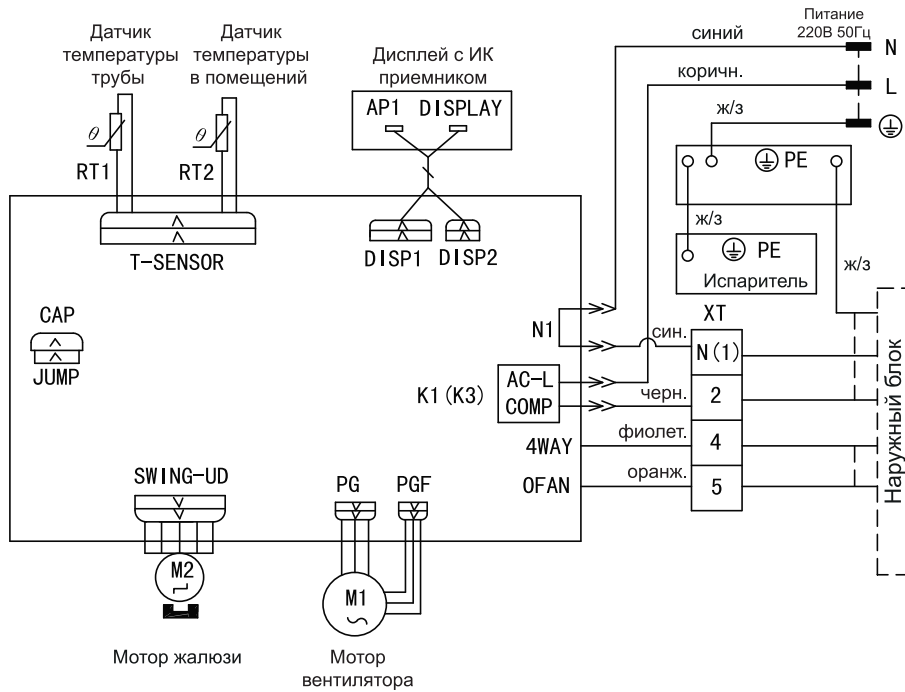 Датчик
температуры
трубы
Датчик
температуры
в помещений
Дисплей с ИК
приемником
Питание
220В 50Гц
синий
N
коричн.
L
ж/з
AP1 DISPLAY
θ
RT1
θ
RT2
PE
ж/з
PE
Испаритель
ж/з
T-SENSOR
DISP1 DISP2
CAP
JUMP
N1
син.
XT
N(1)
K1(K3)
AC-L
COMP
черн.
2
4WAY
фиолет.
4
OFAN
оранж.
5
Наружный блок
SWING-UD
PG
PGF
M2
M1
Мотор жалюзи
Мотор
вентилятора